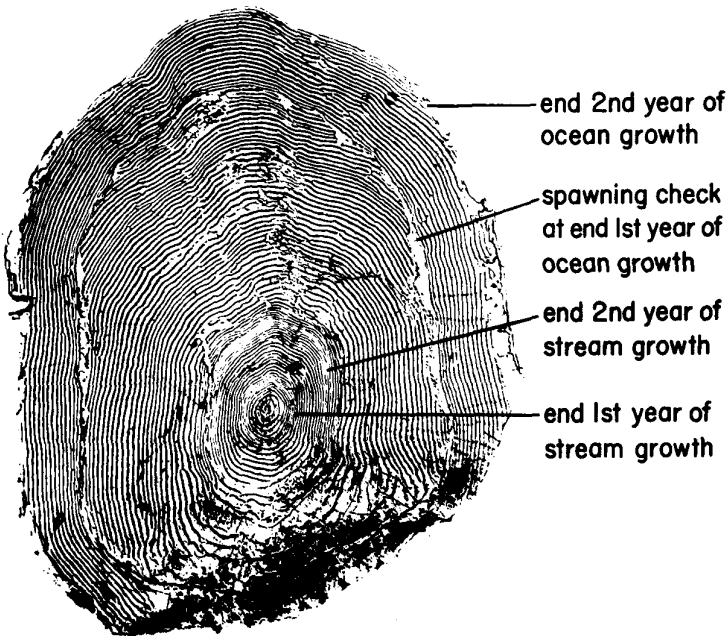 end 2nd year of
ocean growth
spawning check
at end 1st year of
ocean growth
end 2nd year of
stream growth
end 1st year of
stream growth